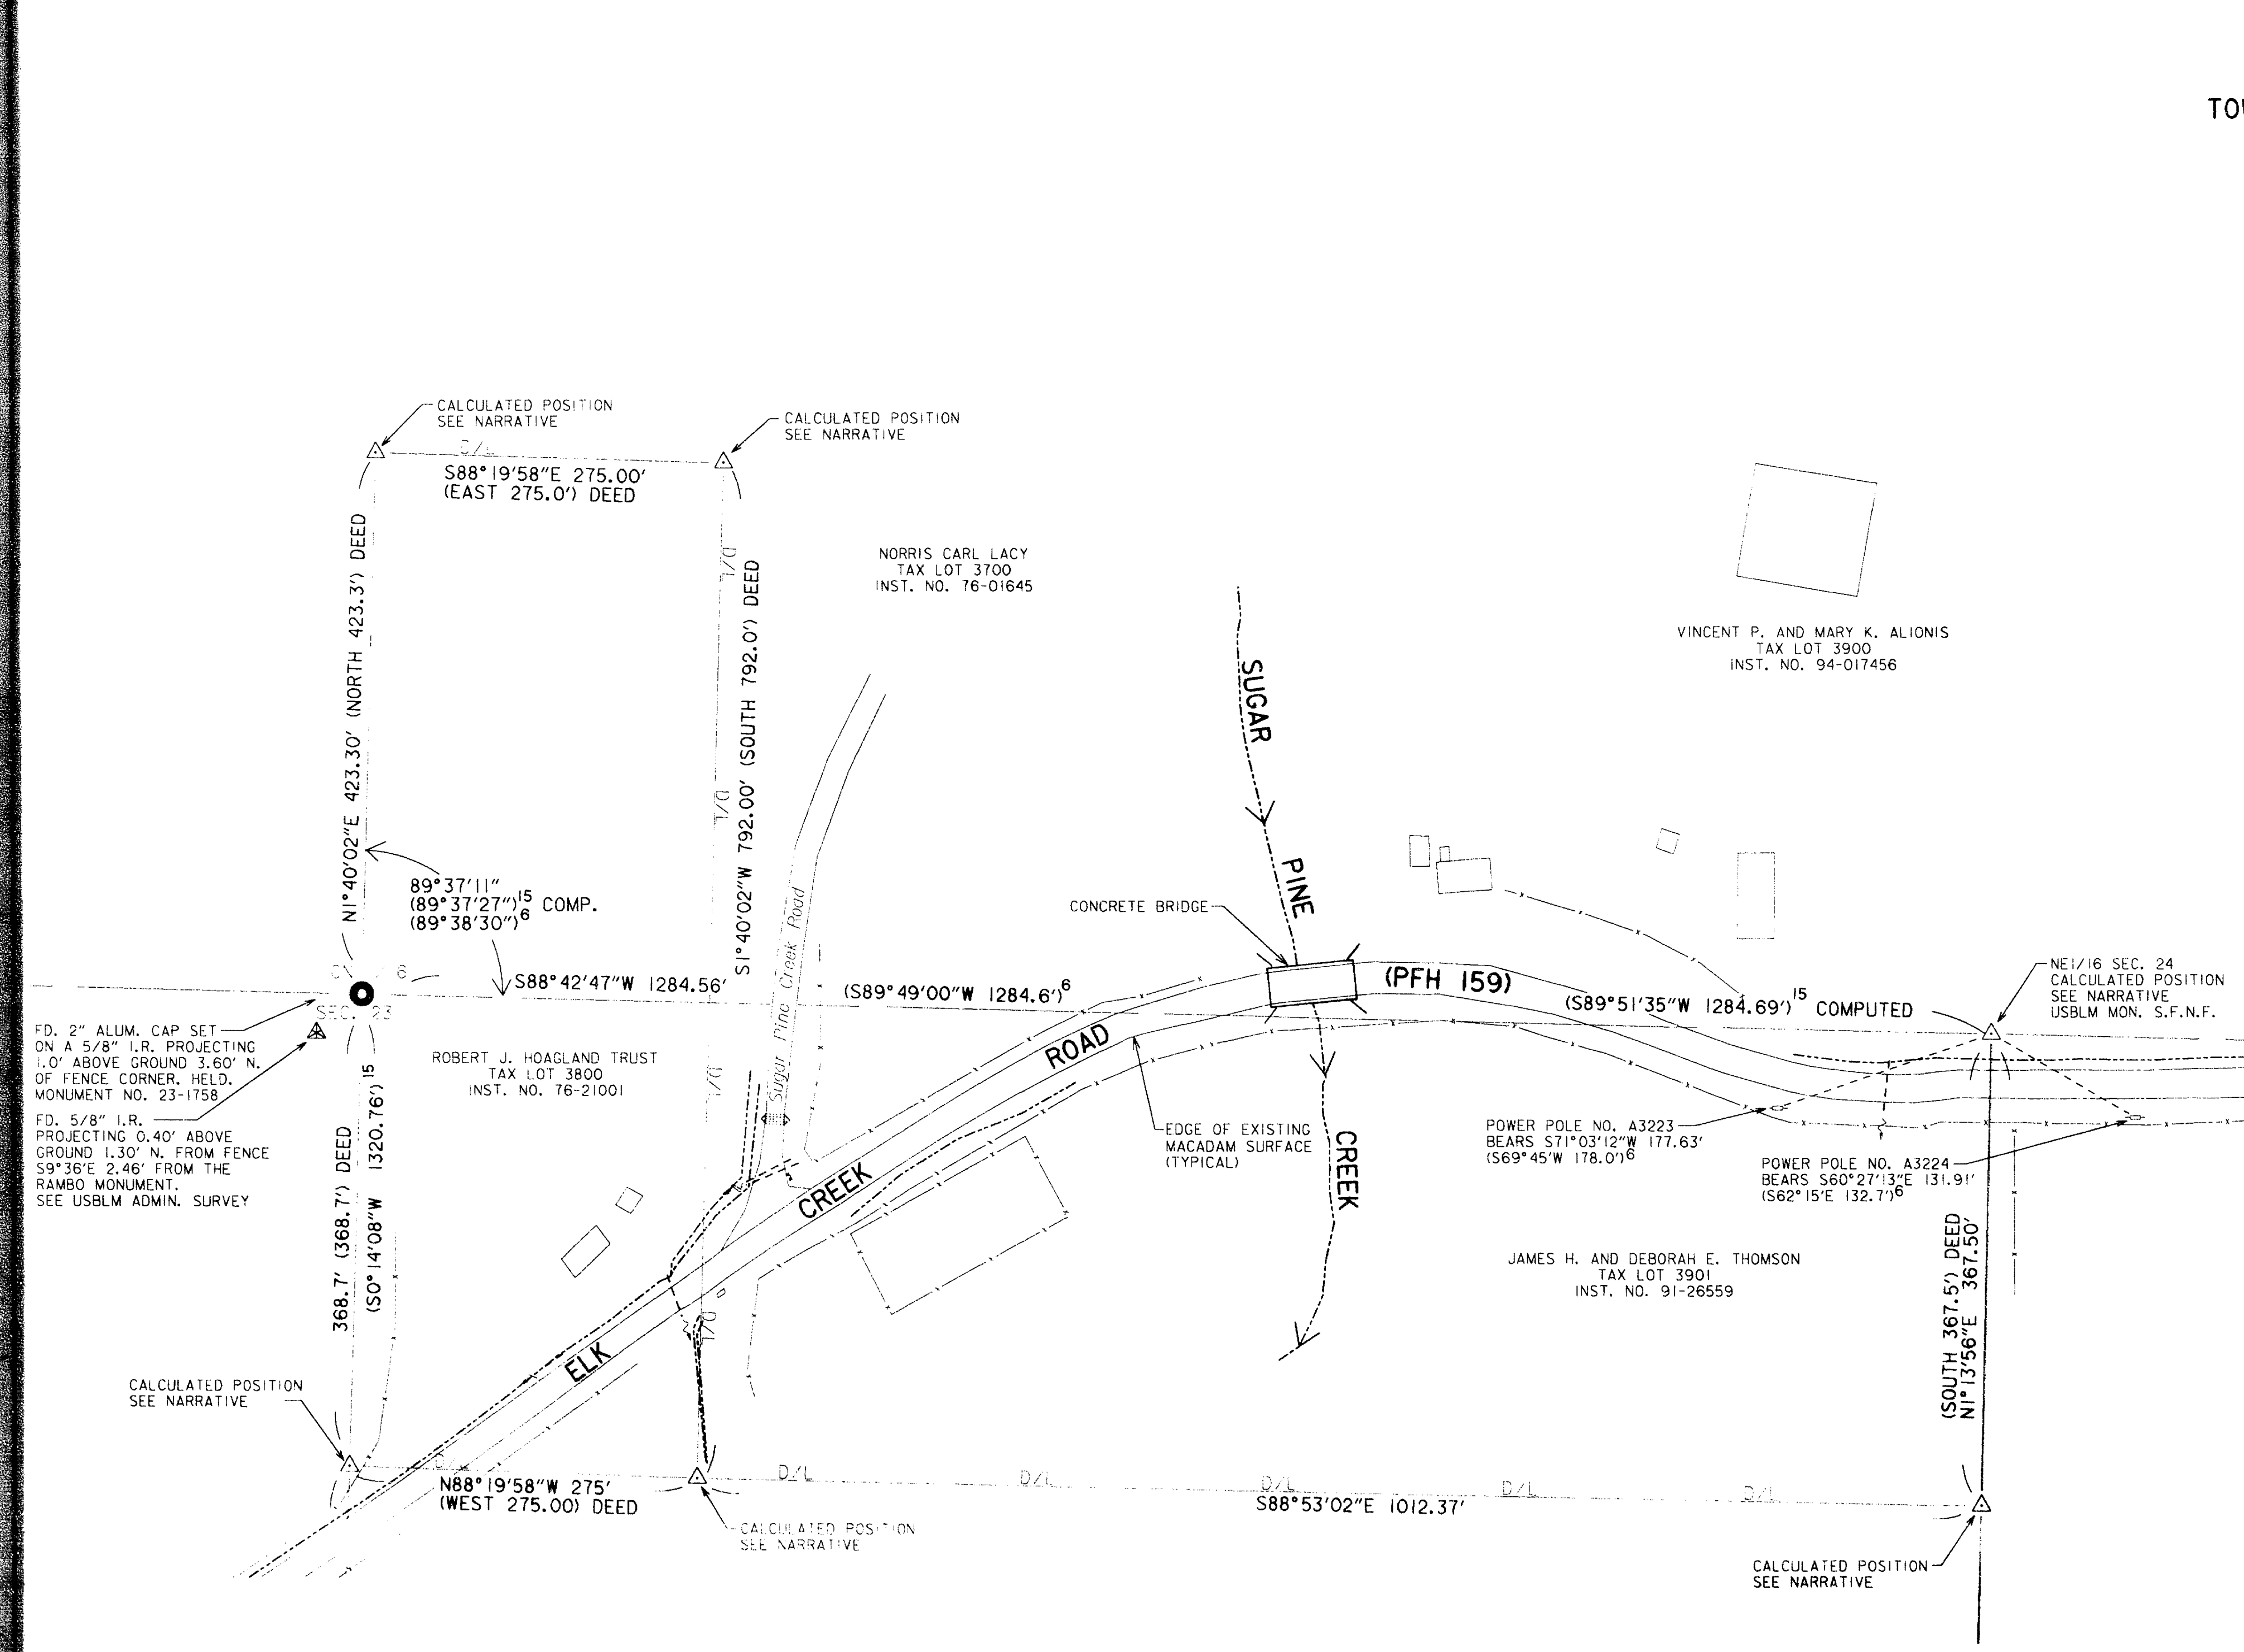 TOW
CALCULATED POSITION
SEE NARRATIVE
CALCULATED POSITION
SEE NARRATIVE
D/L
S88°19'58"E 275.00'
(EAST 275.0') DEED
N1°40'02"E 423.30' (NORTH 423.3') DEED
D/L
S1°40'02"W 792.00' (SOUTH 792.0') DEED
D/L
NORRIS CARL LACY
TAX LOT 3700
INST. NO. 76-01645
VINCENT P. AND MARY K. ALIONIS
TAX LOT 3900
INST. NO. 94-017456
SUGAR
PINE
CREEK
89°37'11"
(89°37'27")15 COMP.
(89°38'30")6
Sugar Pine Creek Road
CONCRETE BRIDGE
(PFH 159)
S88°42'47"W 1284.56'
(S89°49'00"W 1284.6')6
(S89°51'35"W 1284.69')15 COMPUTED
NE1/16 SEC. 24
CALCULATED POSITION
SEE NARRATIVE
USBLM MON. S.F.N.F.
SEC. 23
FD. 2" ALUM. CAP SET
ON A 5/8" I.R. PROJECTING
1.0' ABOVE GROUND 3.60' N.
OF FENCE CORNER. HELD.
MONUMENT NO. 23-1758
FD. 5/8" I.R.
PROJECTING 0.40' ABOVE
GROUND 1.30' N. FROM FENCE
S9°36'E 2.46' FROM THE
RAMBO MONUMENT.
SEE USBLM ADMIN. SURVEY
368.7' (368.7') DEED
(S0°14'08"W 1320.76')15
ROBERT J. HOAGLAND TRUST
TAX LOT 3800
INST. NO. 76-21001
D/L
D/L
ELK
CREEK
ROAD
EDGE OF EXISTING
MACADAM SURFACE
(TYPICAL)
POWER POLE NO. A3223
BEARS S71°03'12"W 177.63'
(S69°45'W 178.0')6
POWER POLE NO. A3224
BEARS S60°27'13"E 131.91'
(S62°15'E 132.7')6
JAMES H. AND DEBORAH E. THOMSON
TAX LOT 3901
INST. NO. 91-26559
(SOUTH 367.5') DEED
N1°13'56"E 367.50'
CALCULATED POSITION
SEE NARRATIVE
D/L
N88°19'58"W 275'
(WEST 275.00) DEED
D/L
D/L
D/L
D/L
D/L
S88°53'02"E 1012.37'
CALCULATED POSITION
SEE NARRATIVE
CALCULATED POSITION
SEE NARRATIVE